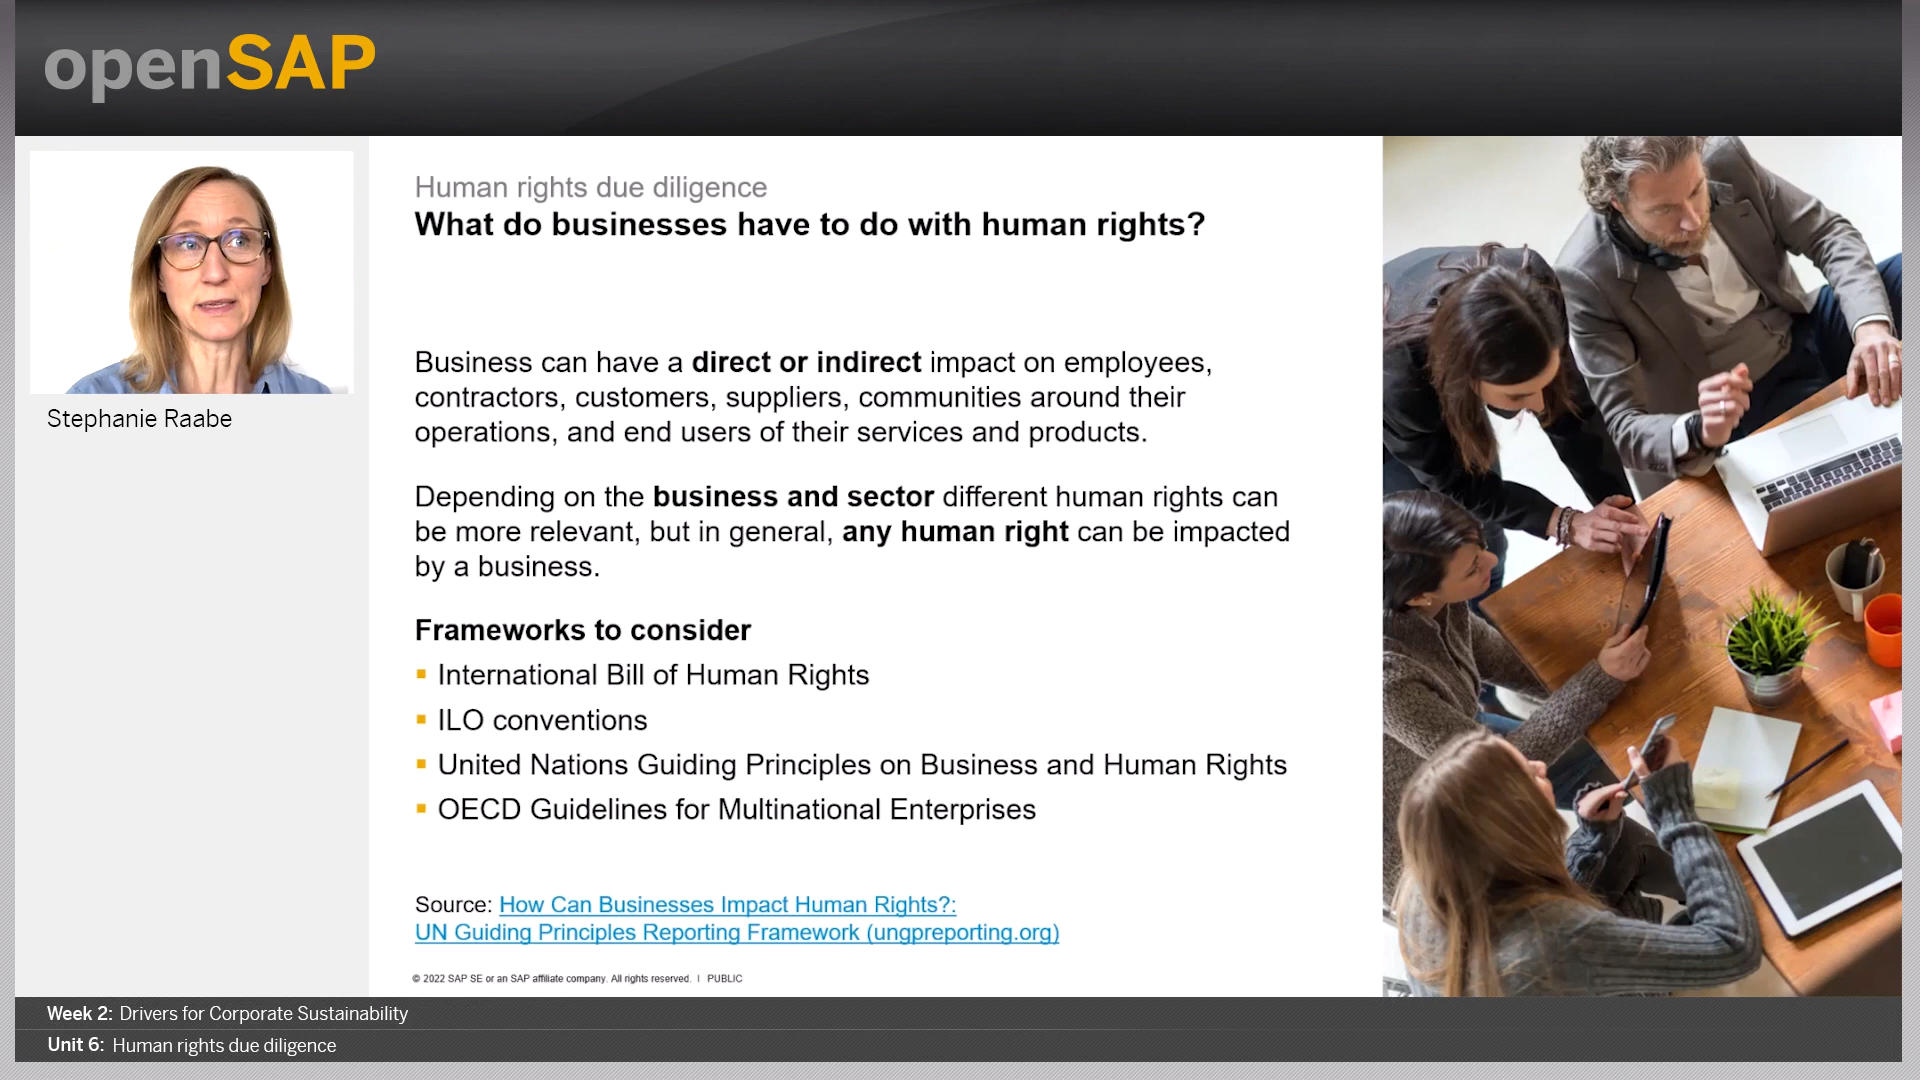 openSAP
Stephanie Raabe
Human rights due diligence
What do businesses have to do with human rights?
Business can have a direct or indirect impact on employees,
contractors, customers, suppliers, communities around their
operations, and end users of their services and products.
Depending on the business and sector different human rights can
be more relevant, but in general, any human right can be impacted
by a business.
Frameworks to consider
▪ International Bill of Human Rights
▪ ILO conventions
▪ United Nations Guiding Principles on Business and Human Rights
▪ OECD Guidelines for Multinational Enterprises
Source: How Can Businesses Impact Human Rights?:
UN Guiding Principles Reporting Framework (ungpreporting.org)
© 2022 SAP SE or an SAP affiliate company. All rights reserved. | PUBLIC
Week 2: Drivers for Corporate Sustainability
Unit 6: Human rights due diligence